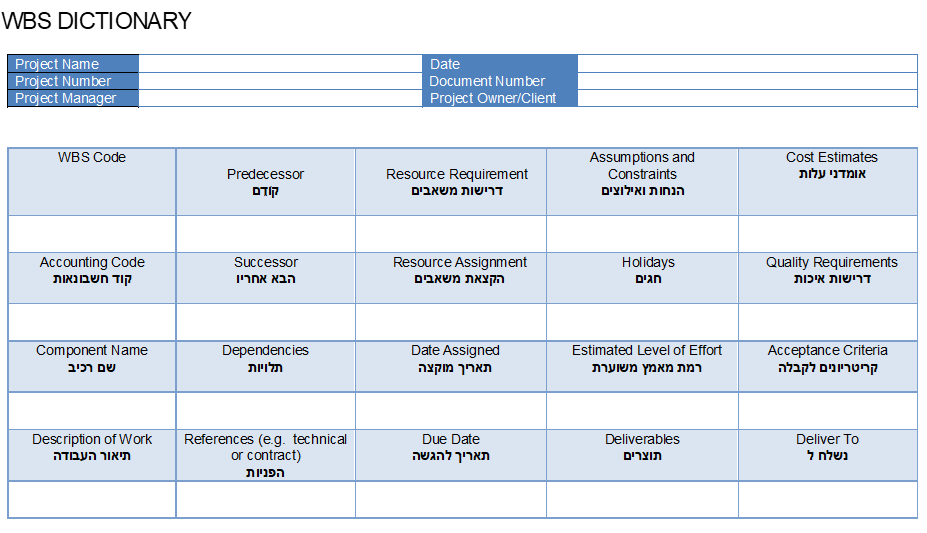 WBS DICTIONARY
Project Name
Date
Project Number
Document Number
Project Manager
Project Owner/Client
WBS Code
Predecessor
קודם
Resource Requirement
דרישות משאבים
Assumptions and
Constraints
הנחות ואילוצים
Cost Estimates
אומדני עלות
Accounting Code
קוד חשבונאות
Successor
הבא אחריו
Resource Assignment
הקצאת משאבים
Holidays
חגים
Quality Requirements
דרישות איכות
Component Name
שם רכיב
Dependencies
תלויות
Date Assigned
תאריך מוקצה
Estimated Level of Effort
רמת מאמץ משוערת
Acceptance Criteria
קריטריונים לקבלה
Description of Work
תיאור העבודה
References (e.g. technical
or contract)
הפניות
Due Date
תאריך להגשה
Deliverables
תוצרים
Deliver To
נשלח ל